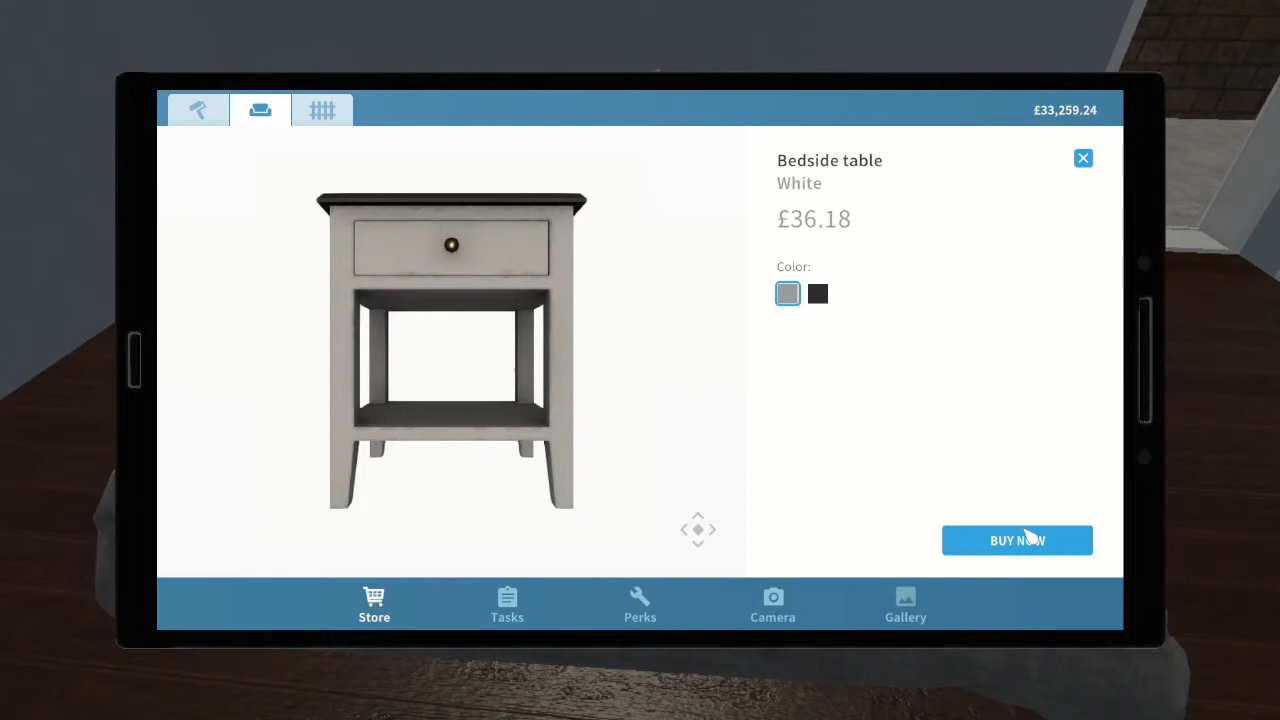 £33,259.24
Bedside table
White
£36.18
Color:
BUY NOW
Store
Tasks
Perks
Camera
Gallery